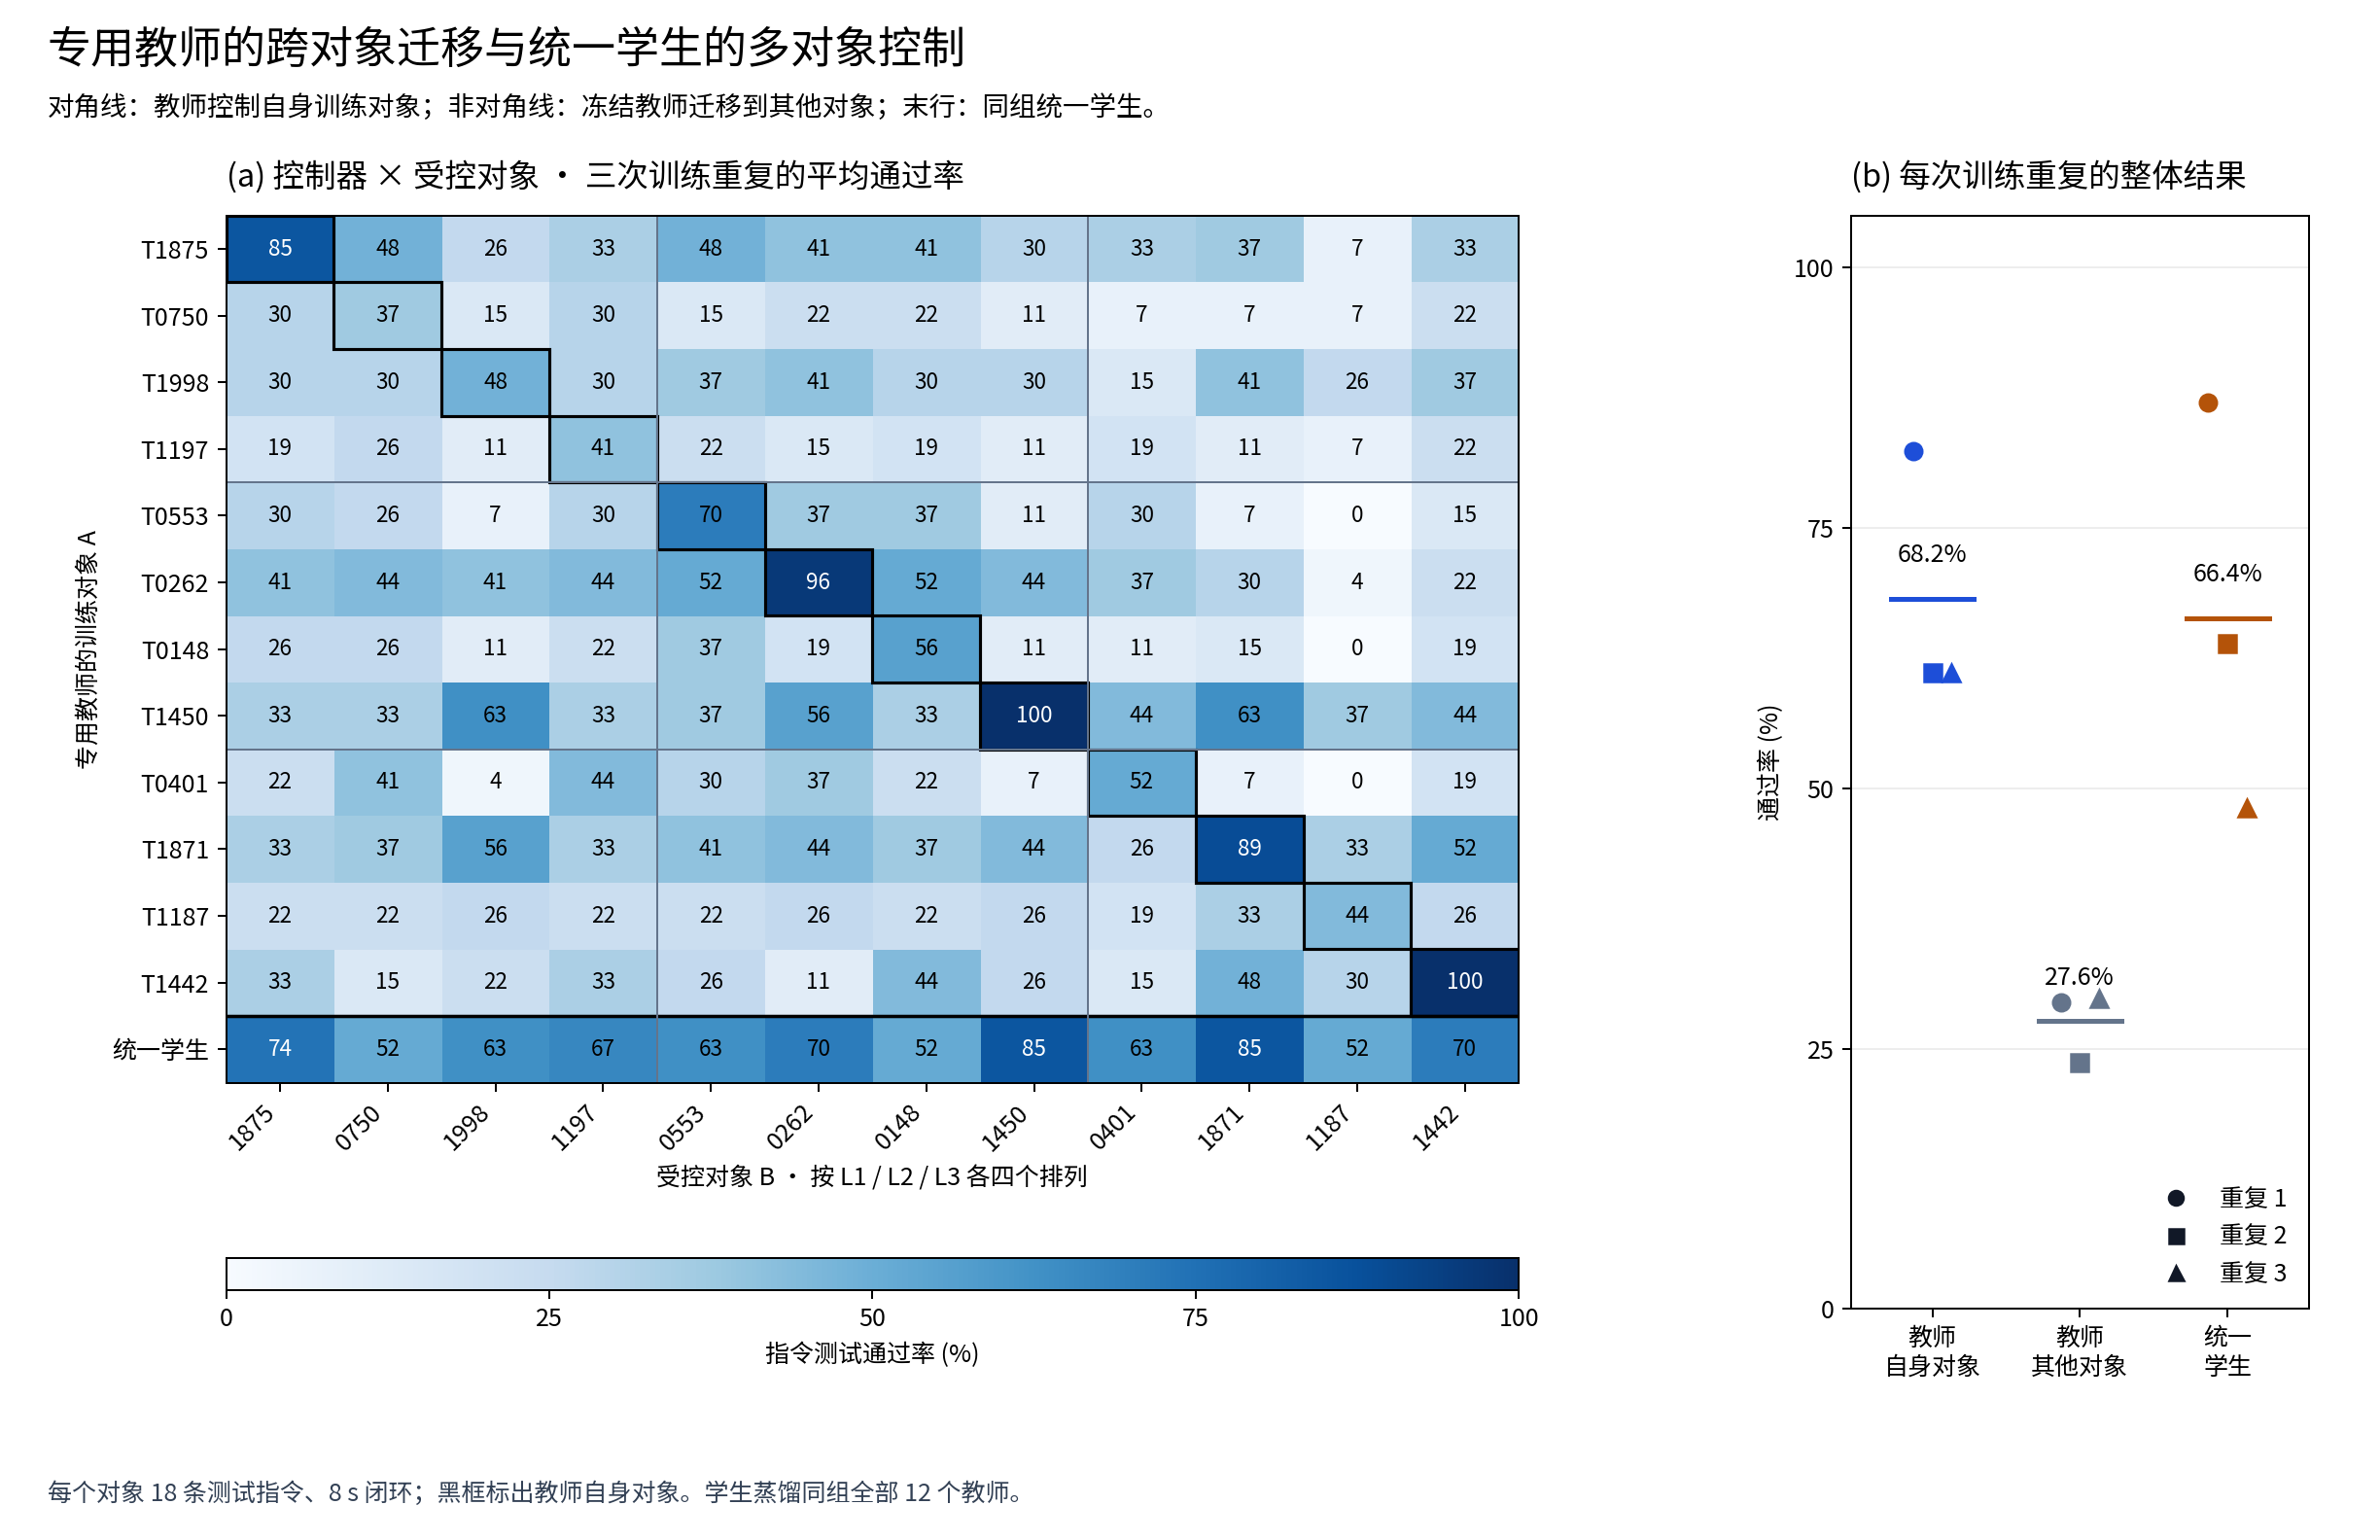 专用教师的跨对象迁移与统一学生的多对象控制
对角线：教师控制自身训练对象；非对角线：冻结教师迁移到其他对象；末行：同组统一学生。
(a) 控制器 × 受控对象 · 三次训练重复的平均通过率
专用教师的训练对象 A
T1875 85 48 26 33 48 41 41 30 33 37 7 33
T0750 30 37 15 30 15 22 22 11 7 7 7 22
T1998 30 30 48 30 37 41 30 30 15 41 26 37
T1197 19 26 11 41 22 15 19 11 19 11 7 22
T0553 30 26 7 30 70 37 37 11 30 7 0 15
T0262 41 44 41 44 52 96 52 44 37 30 4 22
T0148 26 26 11 22 37 19 56 11 11 15 0 19
T1450 33 33 63 33 37 56 33 100 44 63 37 44
T0401 22 41 4 44 30 37 22 7 52 7 0 19
T1871 33 37 56 33 41 44 37 44 26 89 33 52
T1187 22 22 26 22 22 26 22 26 19 33 44 26
T1442 33 15 22 33 26 11 44 26 15 48 30 100
统一学生 74 52 63 67 63 70 52 85 63 85 52 70
1875 0750 1998 1197 0553 0262 0148 1450 0401 1871 1187 1442
受控对象 B · 按 L1 / L2 / L3 各四个排列
0 25 50 75 100
指令测试通过率 (%)
(b) 每次训练重复的整体结果
通过率 (%)
100
75
50
25
0
68.2%
27.6%
66.4%
重复 1
重复 2
重复 3
教师
自身对象
教师
其他对象
统一
学生
每个对象 18 条测试指令、8 s 闭环；黑框标出教师自身对象。学生蒸馏同组全部 12 个教师。